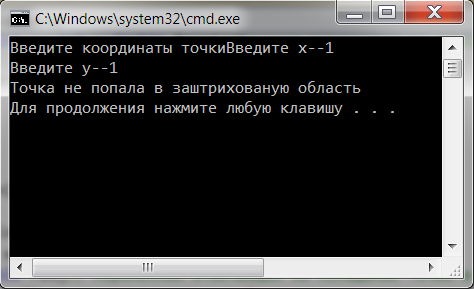 C:\Windows\system32\cmd.exe
Введите координаты точкиВведите x--1
Введите y--1
Точка не попала в заштрихованую область
Для продолжения нажмите любую клавишу . . .